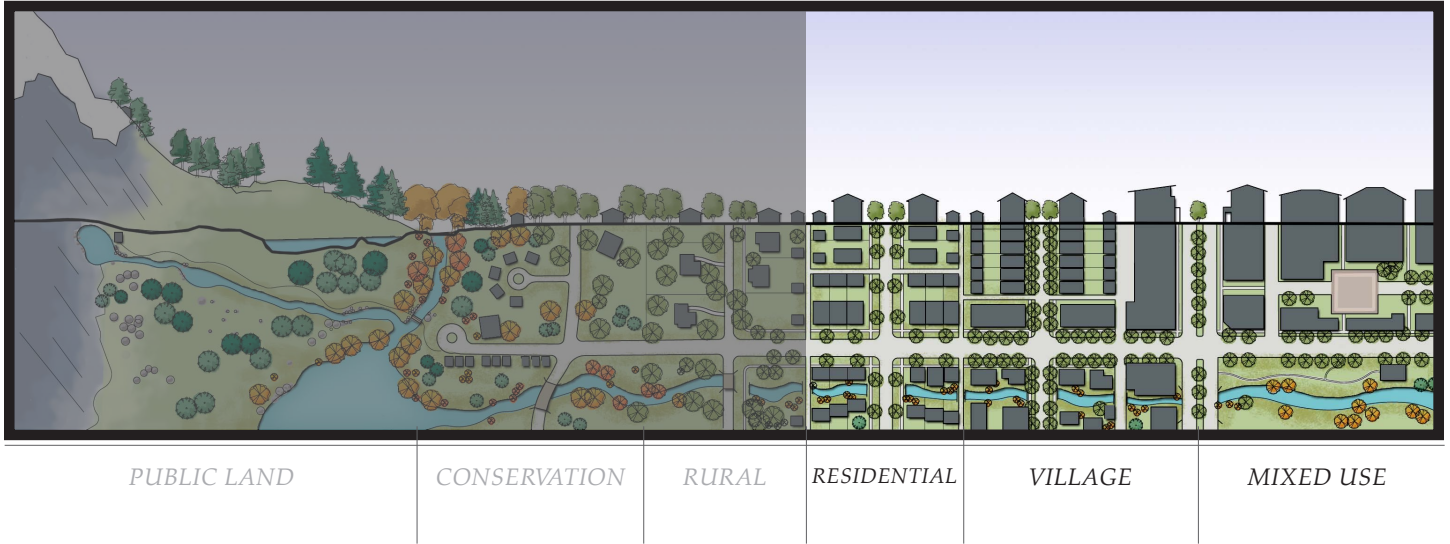 PUBLIC LAND
CONSERVATION
RURAL
RESIDENTIAL
VILLAGE
MIXED USE